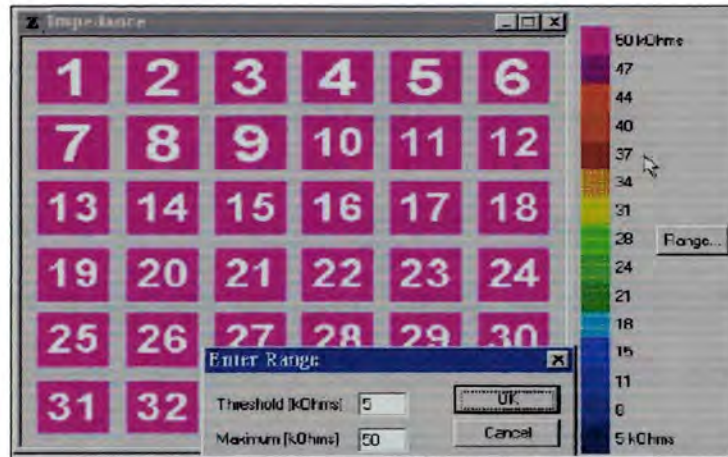 Z Impedance
1 2 3 4 5 6
7 8 9 10 11 12
13 14 15 16 17 18
19 20 21 22 23 24
25 26 27 28 29 30
31 32
50 kOhms
47
44
40
37
34
31
28
24
21
18
15
11
8
5 kOhms
Range...
Enter Range
Threshold [kOhms] 5
OK
Maximum [kOhms] 50
Cancel